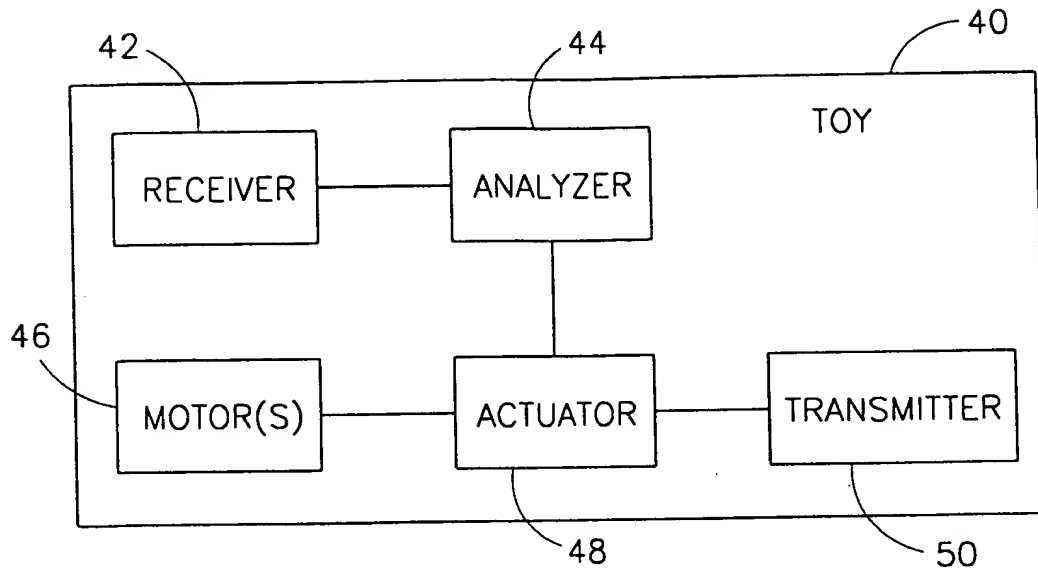 42
44
40
TOY
RECEIVER
ANALYZER
46
MOTOR(S)
ACTUATOR
TRANSMITTER
48
50